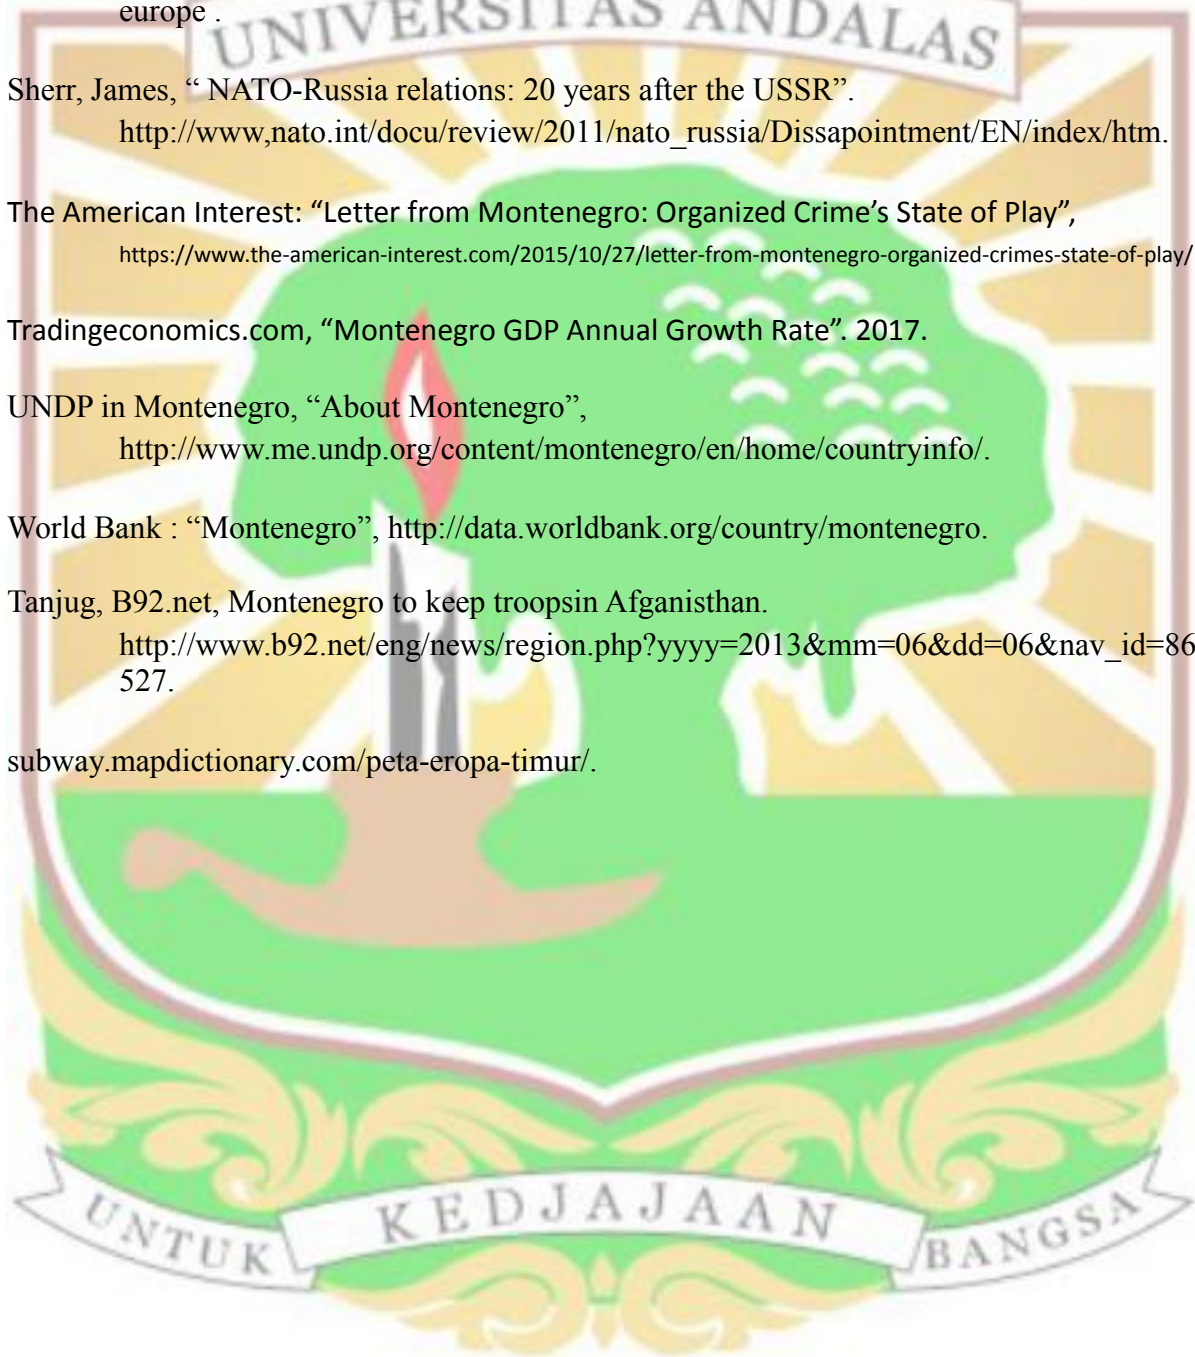 europe .
UNIVERSITAS ANDALAS
Sherr, James, “ NATO-Russia relations: 20 years after the USSR”.
http://www,nato.int/docu/review/2011/nato_russia/Dissapointment/EN/index/htm.
The American Interest: “Letter from Montenegro: Organized Crime’s State of Play”,
https://www.the-american-interest.com/2015/10/27/letter-from-montenegro-organized-crimes-state-of-play/
Tradingeconomics.com, “Montenegro GDP Annual Growth Rate”. 2017.
UNDP in Montenegro, “About Montenegro”,
http://www.me.undp.org/content/montenegro/en/home/countryinfo/.
World Bank : “Montenegro”, http://data.worldbank.org/country/montenegro.
Tanjug, B92.net, Montenegro to keep troopsin Afganisthan.
http://www.b92.net/eng/news/region.php?yyyy=2013&mm=06&dd=06&nav_id=86
527.
subway.mapdictionary.com/peta-eropa-timur/.
UNTUK KEDJAJAAN BANGSA